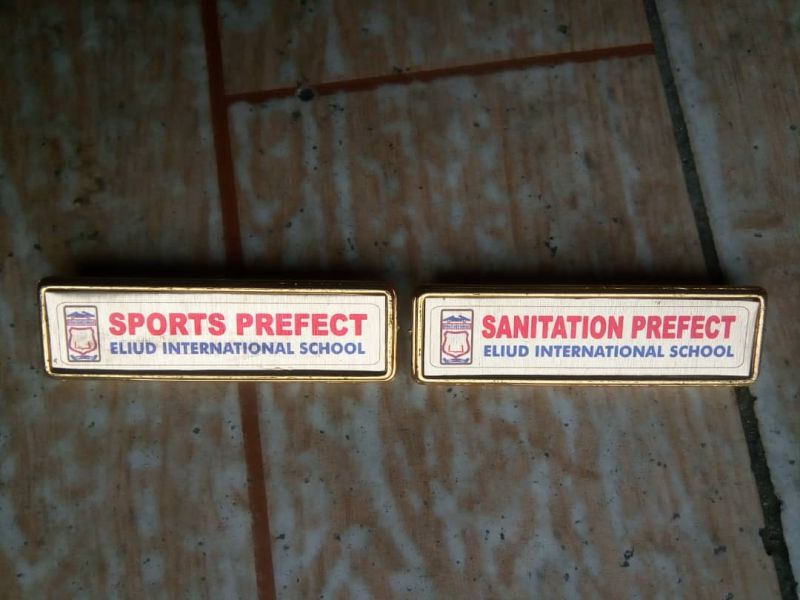 SPORTS PREFECT
ELIUD INTERNATIONAL SCHOOL
SANITATION PREFECT
ELIUD INTERNATIONAL SCHOOL